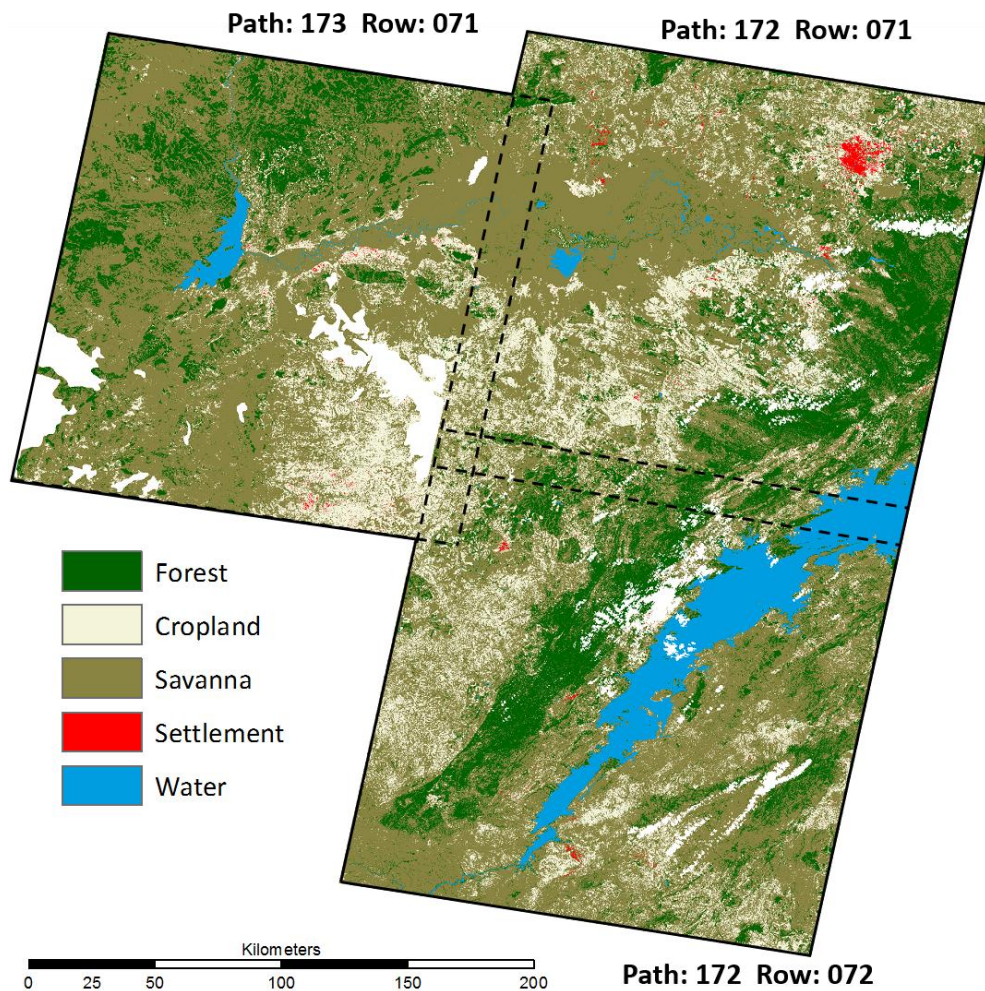 Path: 173 Row: 071
Path: 172 Row: 071
Forest
Cropland
Savanna
Settlement
Water
Kilometers
0 25 50 100 150 200
Path: 172 Row: 072